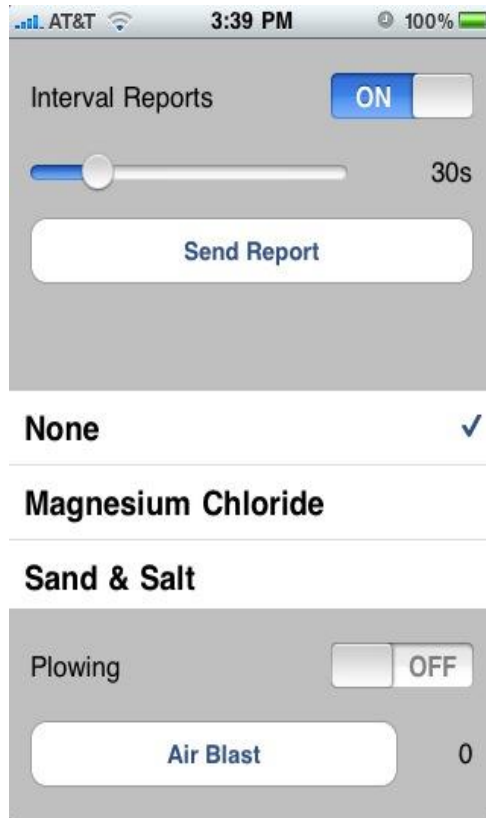 AT&T 3:39 PM 100%
Interval Reports ON
30s
Send Report
None
Magnesium Chloride
Sand & Salt
Plowing OFF
Air Blast 0